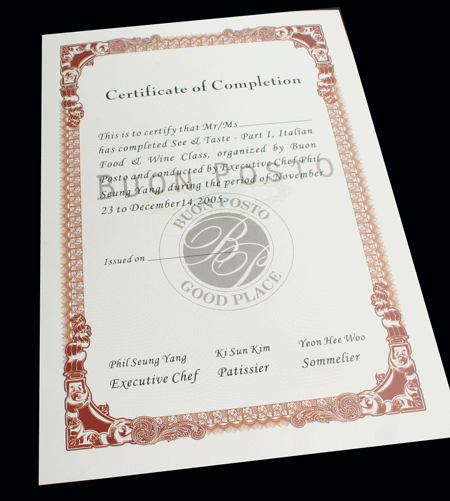 Certificate of Completion
This is to certify that Mr/Ms
has completed See & Taste - Part I, Italian
Food & Wine Class, organized by Buon
Posto and conducted by Executive Chef Phil
Seung Yang, during the period of November
23 to December14,2005.
BUON POSTO
BUON POSTO
BP
GOOD PLACE
Issued on
Phil Seung Yang Ki Sun Kim Yeon Hee Woo
Executive Chef Patissier Sommelier